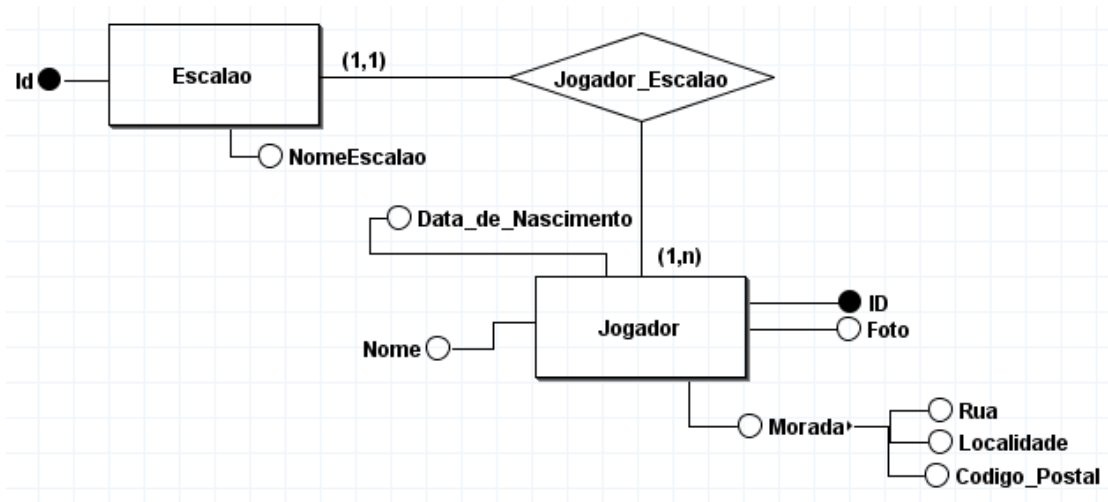 (1,1)
Id
Escalao
Jogador_Escalao
NomeEscalao
Data_de_Nascimento
(1,n)
ID
Jogador
Foto
Nome
Rua
Morada
Localidade
Codigo_Postal